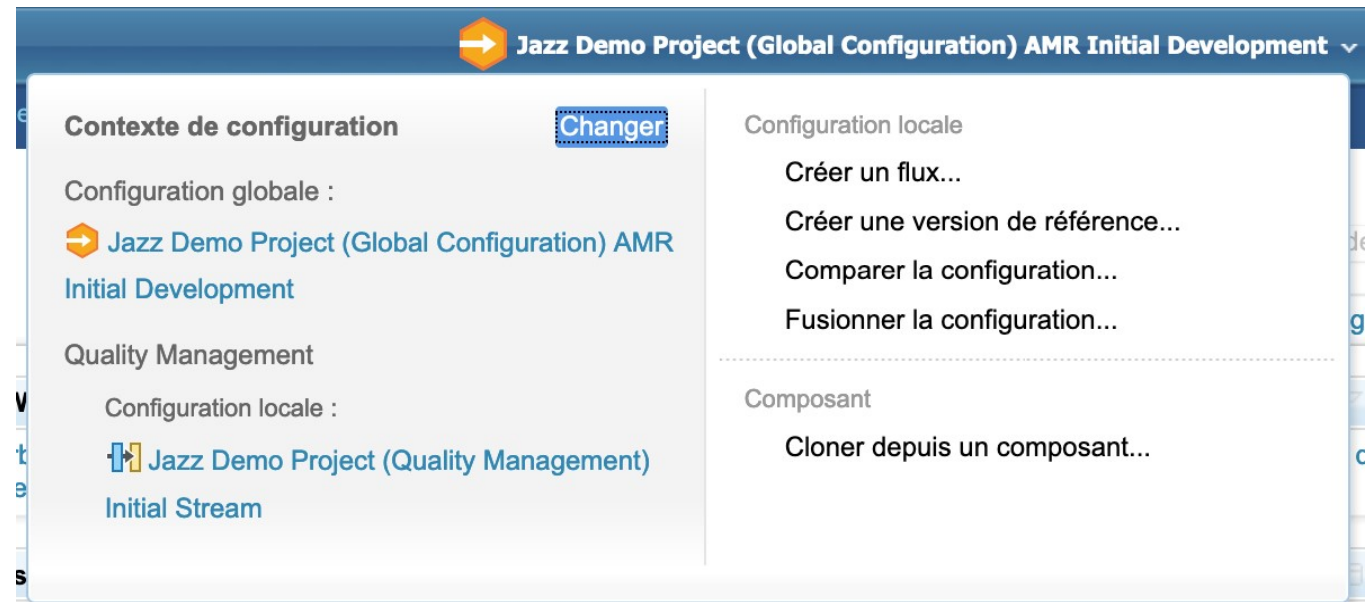 Jazz Demo Project (Global Configuration) AMR Initial Development
Contexte de configuration
Changer
Configuration globale :
Jazz Demo Project (Global Configuration) AMR
Initial Development
Quality Management
Configuration locale :
Jazz Demo Project (Quality Management)
Initial Stream
Configuration locale
Créer un flux...
Créer une version de référence...
Comparer la configuration...
Fusionner la configuration...
Composant
Cloner depuis un composant...